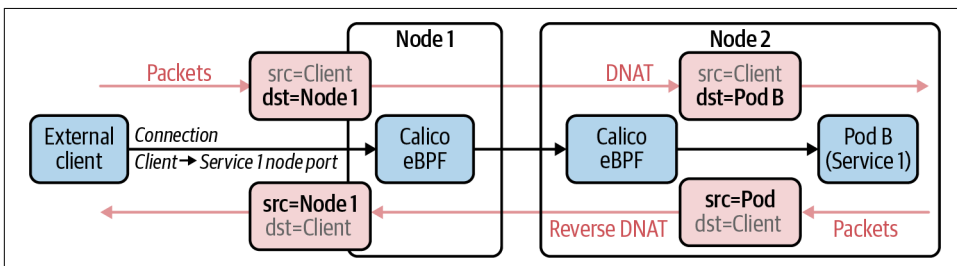 Node 1
Node 2
Packets
src=Client
dst=Node 1
DNAT
src=Client
dst=Pod B
External
client
Connection
Client→Service 1 node port
Calico
eBPF
Calico
eBPF
Pod B
(Service 1)
src=Node 1
dst=Client
Reverse DNAT
src=Pod
dst=Client
Packets